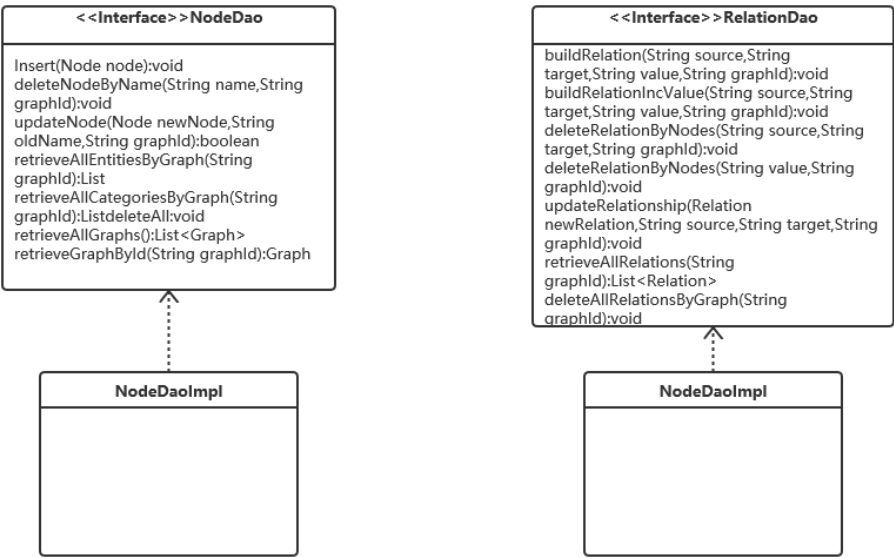 <<Interface>>NodeDao
Insert(Node node):void
deleteNodeByName(String name,String
graphId):void
updateNode(Node newNode,String
oldName,String graphId):boolean
retrieveAllEntitiesByGraph(String
graphId):List
retrieveAllCategoriesByGraph(String
graphId):ListdeleteAll:void
retrieveAllGraphs():List<Graph>
retrieveGraphById(String graphId):Graph
NodeDaoImpl
<<Interface>>RelationDao
buildRelation(String source,String
target,String value,String graphId):void
buildRelationIncValue(String source,String
target,String value,String graphId):void
deleteRelationByNodes(String source,String
target,String graphId):void
deleteRelationByNodes(String value,String
graphId):void
updateRelationship(Relation
newRelation,String source,String target,String
graphId):void
retrieveAllRelations(String
graphId):List<Relation>
deleteAllRelationsByGraph(String
graphId):void
NodeDaoImpl